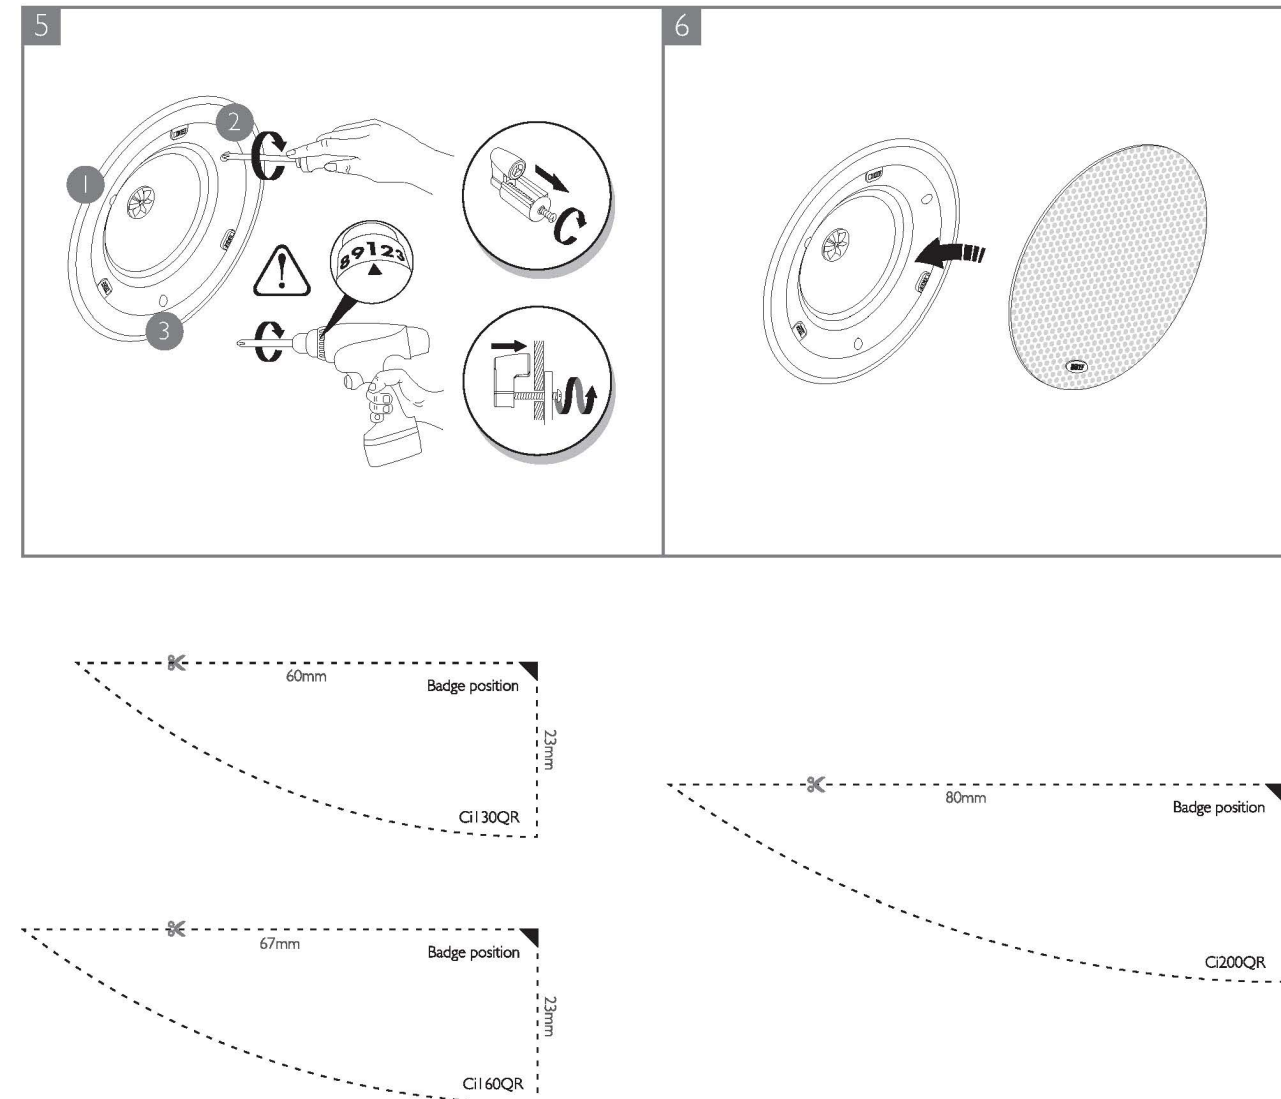 5
2
1
3
89123
6
60mm
Badge position
23mm
Ci130QR
80mm
Badge position
Ci200QR
67mm
Badge position
23mm
Ci160QR